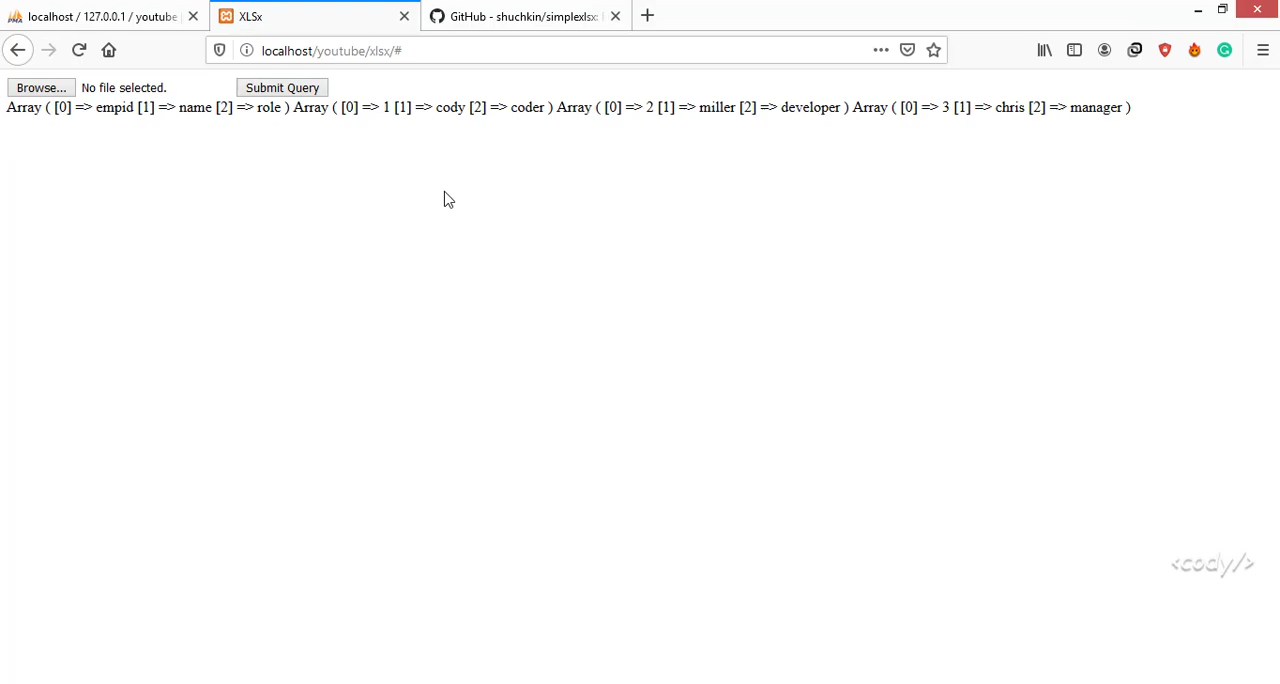 localhost / 127.0.0.1 / youtube
XLSx
GitHub - shuchkin/simplexlsx:
localhost/youtube/xlsx/#
Browse... No file selected. Submit Query
Array ( [0] => empid [1] => name [2] => role ) Array ( [0] => 1 [1] => cody [2] => coder ) Array ( [0] => 2 [1] => miller [2] => developer ) Array ( [0] => 3 [1] => chris [2] => manager )
<cody/>